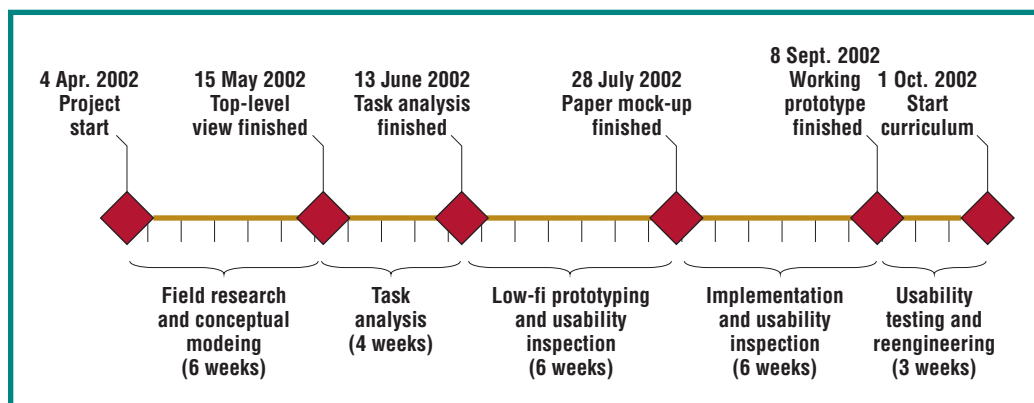 4 Apr. 2002
Project
start
15 May 2002
Top-level
view finished
13 June 2002
Task analysis
finished
28 July 2002
Paper mock-up
finished
8 Sept. 2002
Working
prototype
finished
1 Oct. 2002
Start
curriculum
Field research
and conceptual
modeing
(6 weeks)
Task
analysis
(4 weeks)
Low-fi prototyping
and usability
inspection
(6 weeks)
Implementation
and usability
inspection
(6 weeks)
Usability
testing and
reengineering
(3 weeks)